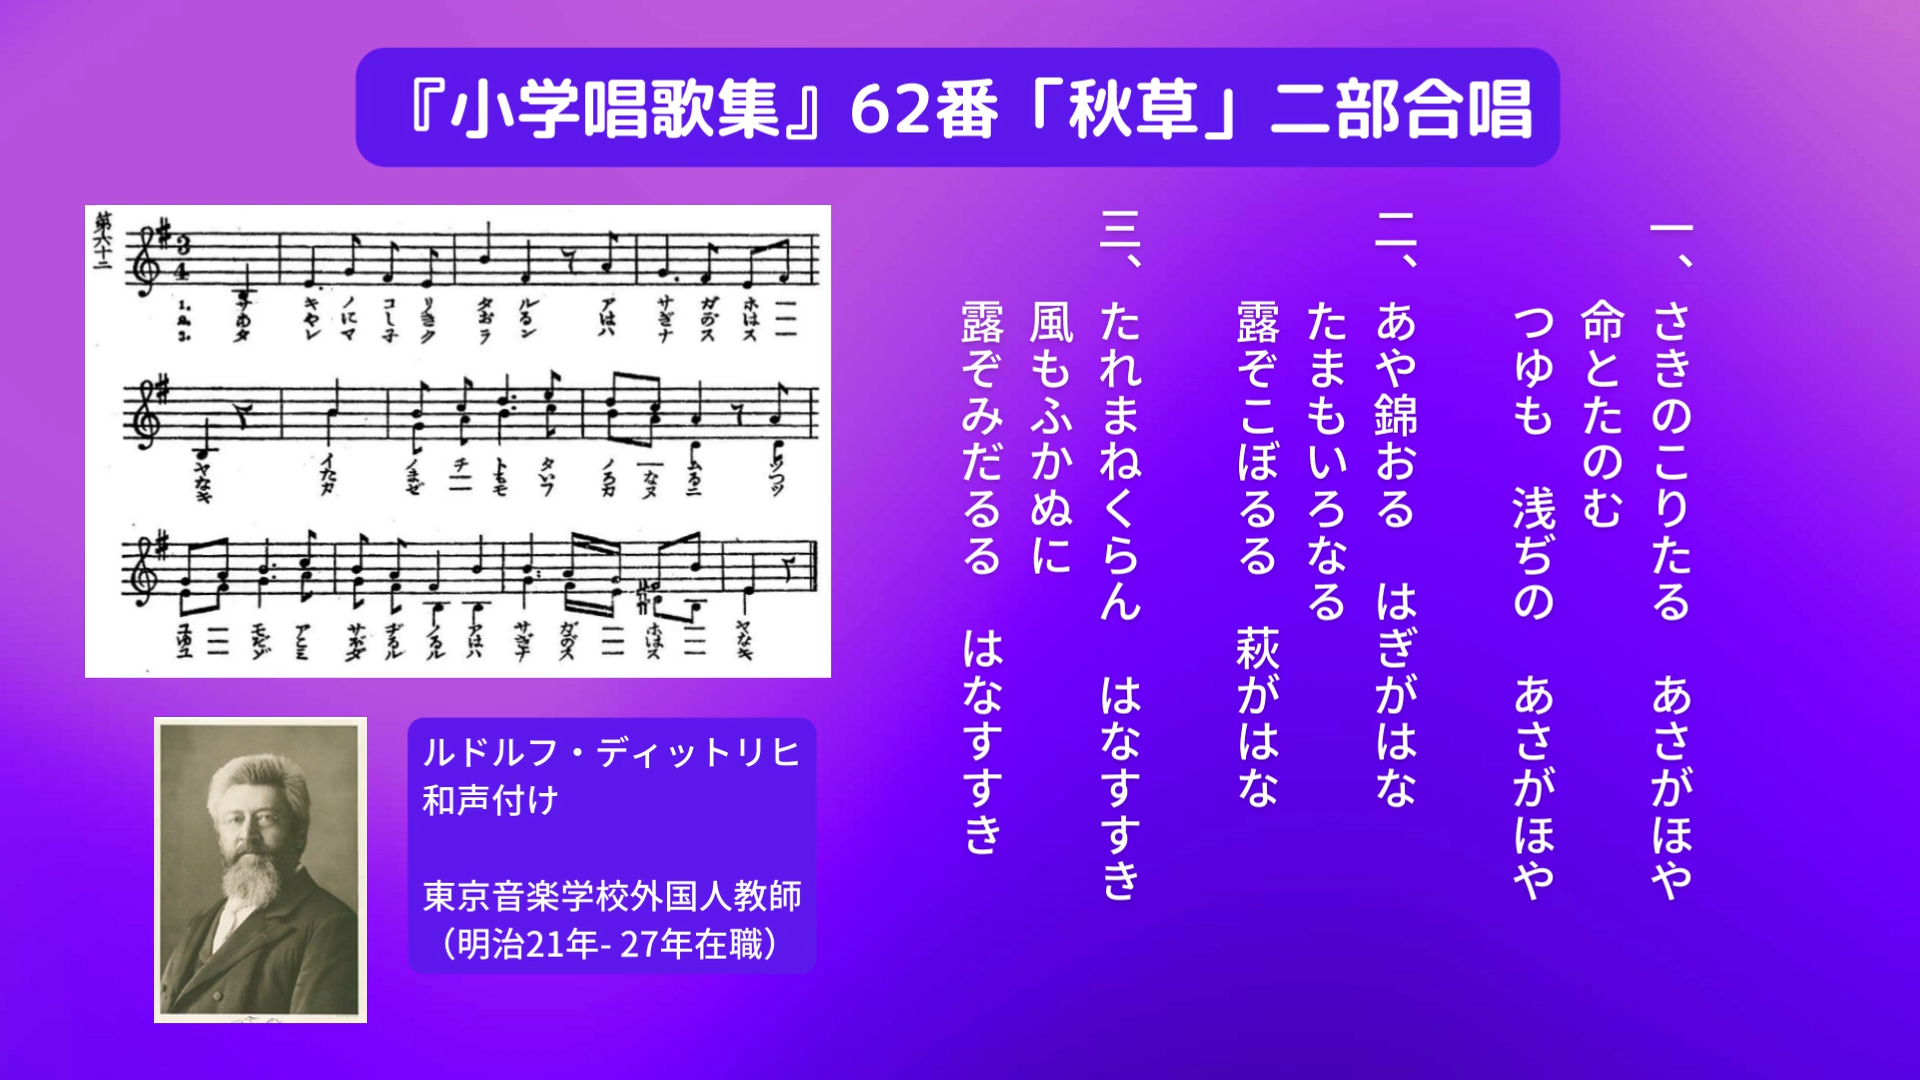 『小学唱歌集』62番「秋草」二部合唱
第六十二
一、さきのこりたる　あさがほや
命とたのむ
つゆも　浅ぢの　あさがほや
二、あや錦おる　はぎがはな
たまもいろなる
露ぞこぼるる　萩がはな
三、たれまねくらん　はなすすき
風もふかぬに
露ぞみだるる　はなすすき
ルドルフ・ディットリヒ
和声付け
東京音楽学校外国人教師
（明治21年- 27年在職）